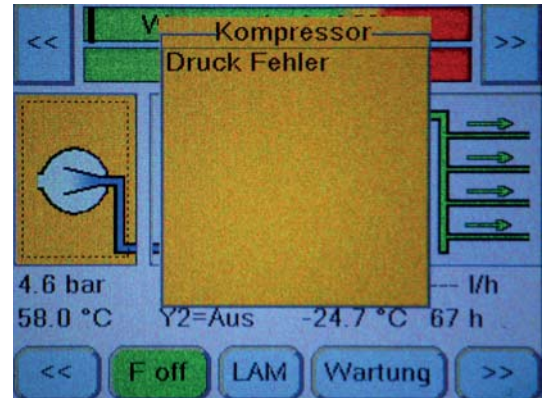 <<
Kompressor
>>
Druck Fehler
4.6 bar
--- l/h
58.0 °C Y2=Aus -24.7 °C 67 h
<< F off LAM Wartung >>